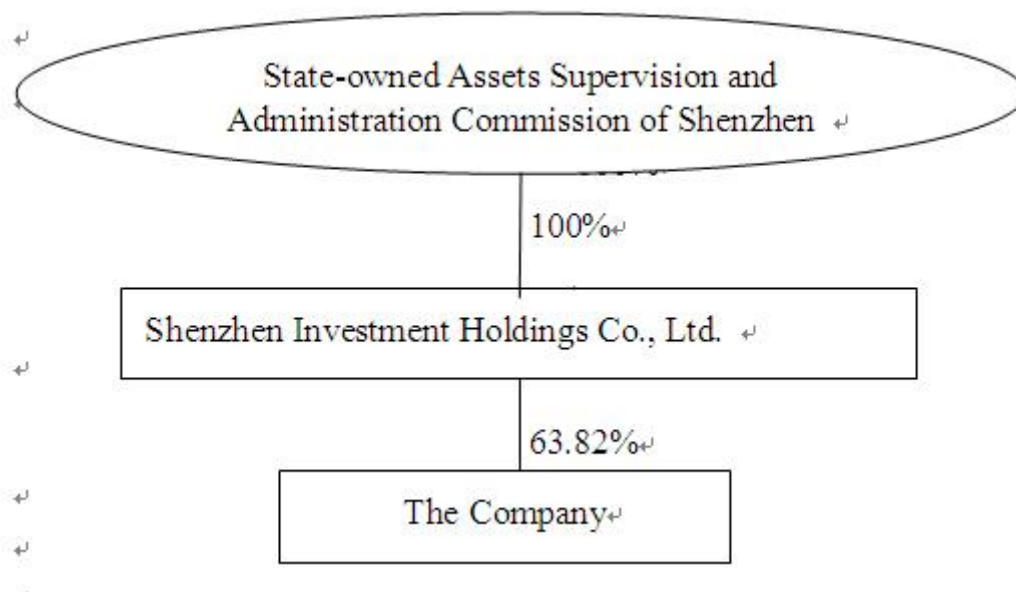 State-owned Assets Supervision and
Administration Commission of Shenzhen
100%
Shenzhen Investment Holdings Co., Ltd.
63.82%
The Company